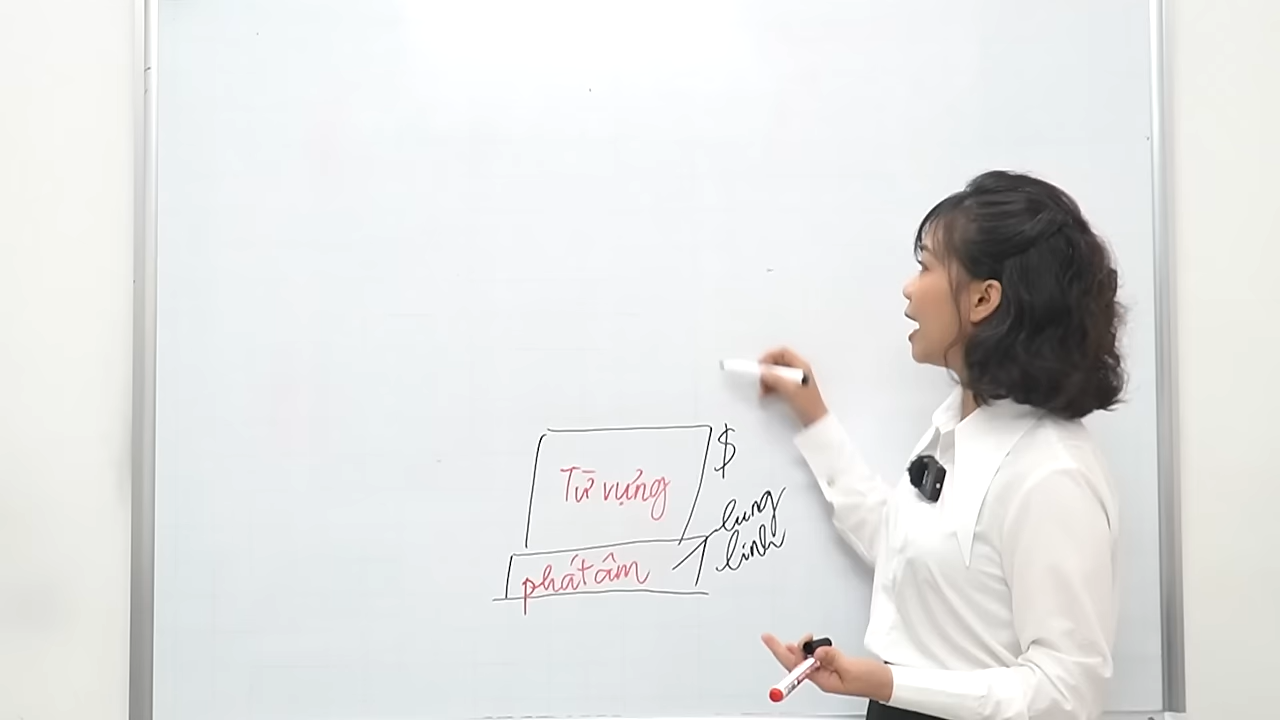 Từ vựng
$
lung
linh
phát âm